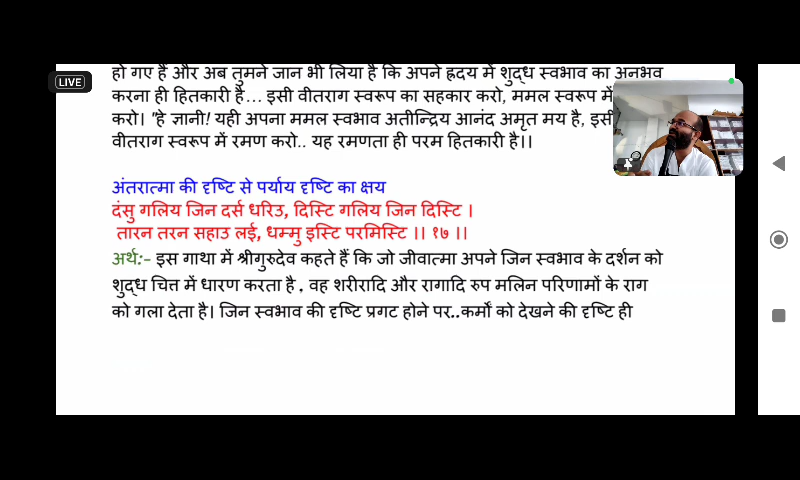 हो गए हैं और अब तुमने जान भी लिया है कि अपने ह्रदय में शुद्ध स्वभाव का अनुभव
LIVE
करना ही हितकारी है... इसी वीतराग स्वरूप का सहकार करो, ममल स्वरूप में
करो। "हे ज्ञानी! यही अपना ममल स्वभाव अतीन्द्रिय आनंद अमृत मय है, इसी
वीतराग स्वरूप में रमण करो.. यह रमणता ही परम हितकारी है।।
अंतरात्मा की दृष्टि से पर्याय दृष्टि का क्षय
दंसु गलिय जिन दर्स धरिउ, दिस्टि गलिय जिन दिस्टि ।
तारन तरन सहाउ लई, धम्मु इस्टि परमिस्टि ।। १७ ।।
अर्थ:- इस गाथा में श्रीगुरुदेव कहते हैं कि जो जीवात्मा अपने जिन स्वभाव के दर्शन को
शुद्ध चित्त में धारण करता है . वह शरीरादि और रागादि रुप मलिन परिणामों के राग
को गला देता है। जिन स्वभाव की दृष्टि प्रगट होने पर..कर्मों को देखने की दृष्टि ही